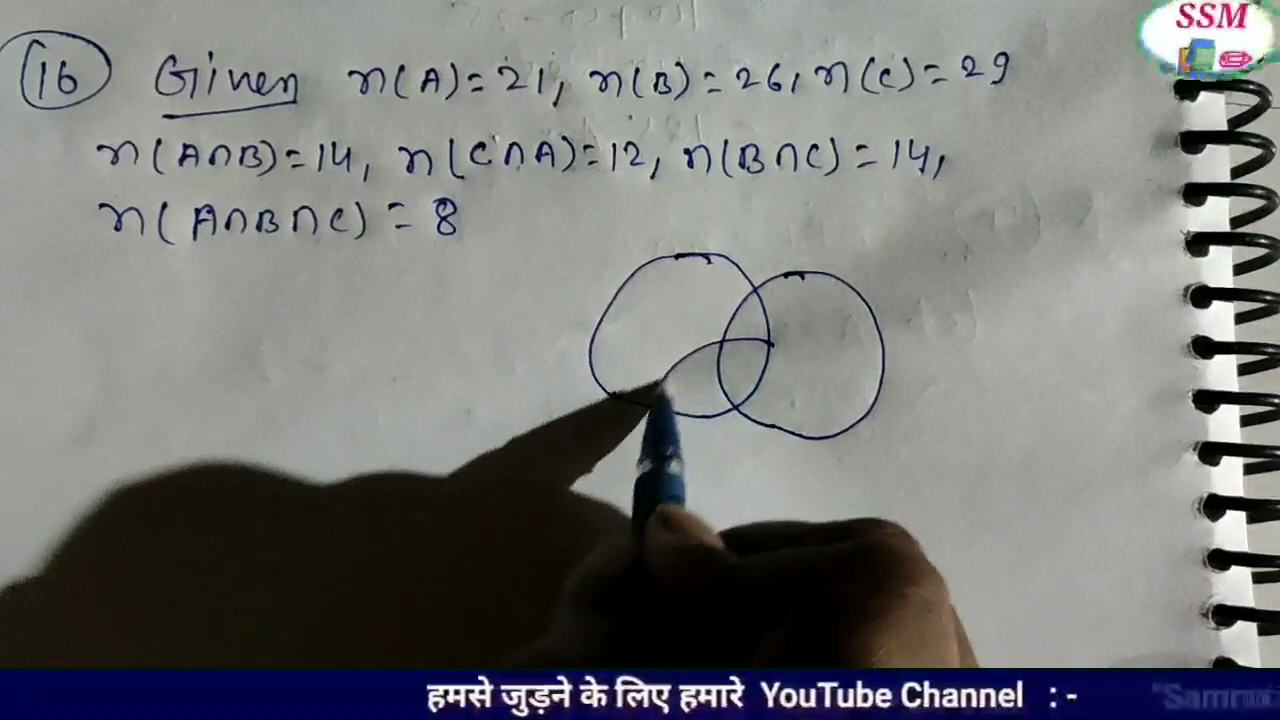 SSM
16 Given n(A)=21, n(B)=26, n(C)=29
n(A∩B)=14, n(C∩A)=12, n(B∩C)=14,
n(A∩B∩C)=8
हमसे जुड़ने के लिए हमारे YouTube Channel :-